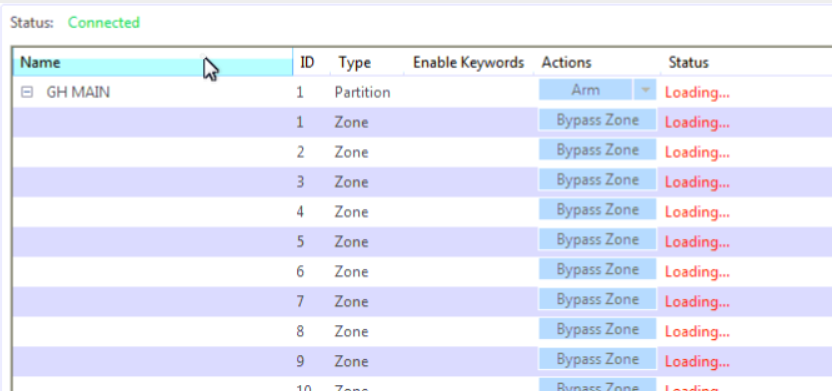 Status: Connected
Name ID Type Enable Keywords Actions Status
GH MAIN 1 Partition Arm Loading...
1 Zone Bypass Zone Loading...
2 Zone Bypass Zone Loading...
3 Zone Bypass Zone Loading...
4 Zone Bypass Zone Loading...
5 Zone Bypass Zone Loading...
6 Zone Bypass Zone Loading...
7 Zone Bypass Zone Loading...
8 Zone Bypass Zone Loading...
9 Zone Bypass Zone Loading...
10 Zone Bypass Zone Loading...